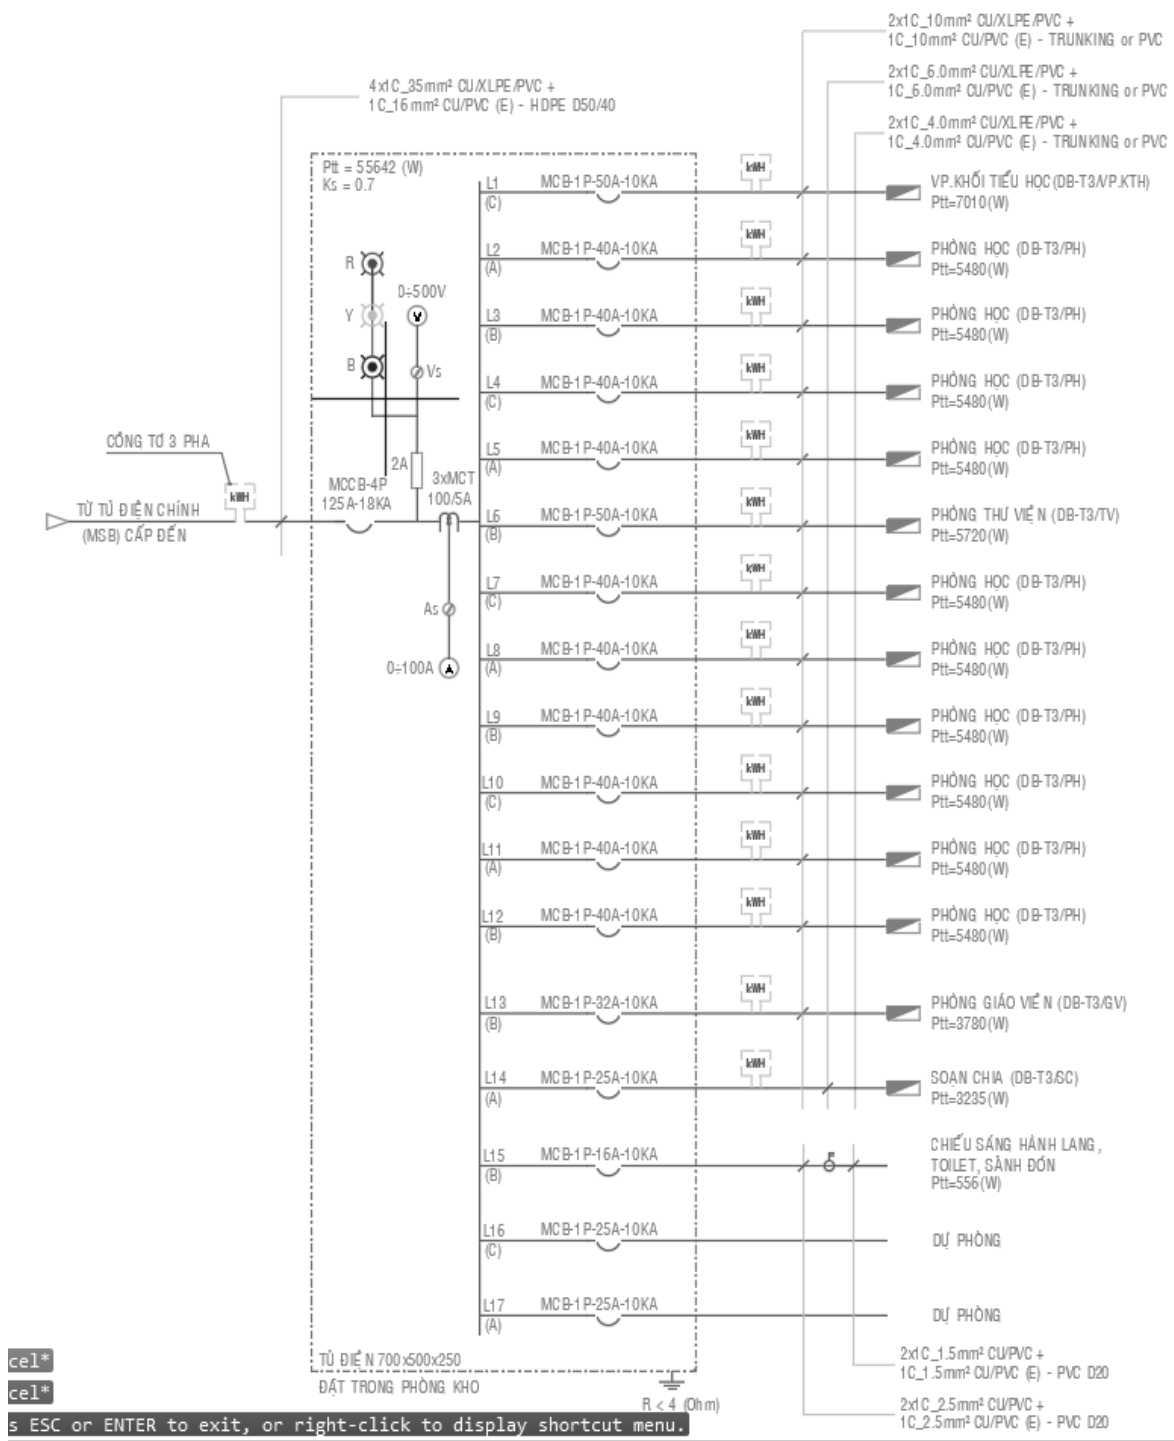 2x1C_10mm² CU/XLPE/PVC +
1C_10mm² CU/PVC (E) - TRUNKING or PVC
2x1C_6.0mm² CU/XLPE/PVC +
1C_6.0mm² CU/PVC (E) - TRUNKING or PVC
2x1C_4.0mm² CU/XLPE/PVC +
1C_4.0mm² CU/PVC (E) - TRUNKING or PVC
4x1C_35mm² CU/XLPE/PVC +
1C_16mm² CU/PVC (E) - HDPE D50/40
Ptt = 55642 (W)
Ks = 0.7
R
Y
B
0÷500V
V
Vs
2A
MCCB-4P
125A-18KA
3xMCT
100/5A
As
0÷100A
A
CÔNG TƠ 3 PHA
kWH
TỪ TỦ ĐIỆN CHÍNH
(MSB) CẤP ĐẾN
L1
(C)
MCB-1P-50A-10KA
kWH
VP.KHỐI TIỂU HỌC(DB-T3/VP.KTH)
Ptt=7010(W)
L2
(A)
MCB-1P-40A-10KA
kWH
PHÒNG HỌC (DB-T3/PH)
Ptt=5480(W)
L3
(B)
MCB-1P-40A-10KA
kWH
PHÒNG HỌC (DB-T3/PH)
Ptt=5480(W)
L4
(C)
MCB-1P-40A-10KA
kWH
PHÒNG HỌC (DB-T3/PH)
Ptt=5480(W)
L5
(A)
MCB-1P-40A-10KA
kWH
PHÒNG HỌC (DB-T3/PH)
Ptt=5480(W)
L6
(B)
MCB-1P-50A-10KA
kWH
PHÒNG THƯ VIỆN (DB-T3/TV)
Ptt=5720(W)
L7
(C)
MCB-1P-40A-10KA
kWH
PHÒNG HỌC (DB-T3/PH)
Ptt=5480(W)
L8
(A)
MCB-1P-40A-10KA
kWH
PHÒNG HỌC (DB-T3/PH)
Ptt=5480(W)
L9
(B)
MCB-1P-40A-10KA
kWH
PHÒNG HỌC (DB-T3/PH)
Ptt=5480(W)
L10
(C)
MCB-1P-40A-10KA
kWH
PHÒNG HỌC (DB-T3/PH)
Ptt=5480(W)
L11
(A)
MCB-1P-40A-10KA
kWH
PHÒNG HỌC (DB-T3/PH)
Ptt=5480(W)
L12
(B)
MCB-1P-40A-10KA
kWH
PHÒNG HỌC (DB-T3/PH)
Ptt=5480(W)
L13
(B)
MCB-1P-32A-10KA
kWH
PHÒNG GIÁO VIÊN (DB-T3/GV)
Ptt=3780(W)
L14
(A)
MCB-1P-25A-10KA
kWH
SOẠN CHIA (DB-T3/SC)
Ptt=3235(W)
L15
(B)
MCB-1P-16A-10KA
CHIẾU SÁNG HÀNH LANG,
TOILET, SẢNH ĐÓN
Ptt=556(W)
L16
(C)
MCB-1P-25A-10KA
DỰ PHÒNG
L17
(A)
MCB-1P-25A-10KA
DỰ PHÒNG
TỦ ĐIỆN 700x500x250
ĐẶT TRONG PHÒNG KHO
R < 4 (Ohm)
2x1C_1.5mm² CU/PVC +
1C_1.5mm² CU/PVC (E) - PVC D20
2x1C_2.5mm² CU/PVC +
1C_2.5mm² CU/PVC (E) - PVC D20
cel*
cel*
s ESC or ENTER to exit, or right-click to display shortcut menu.